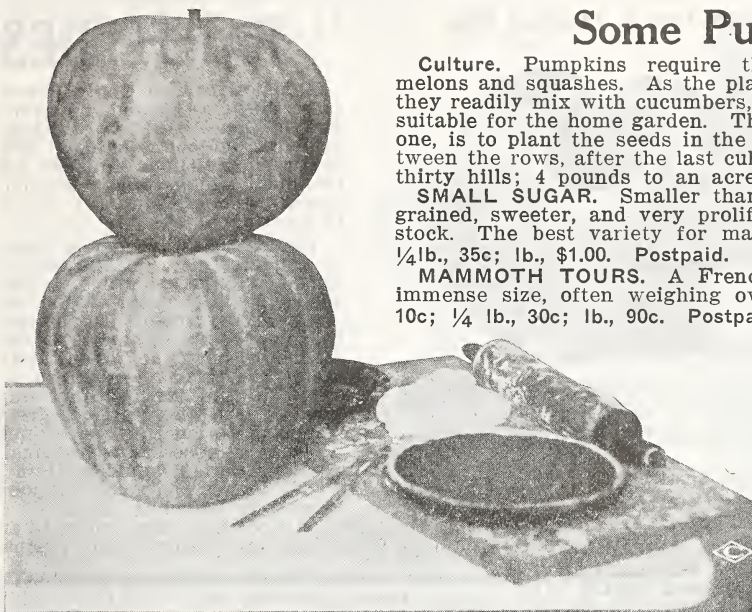 Some Pu
Culture. Pumpkins require t
melons and squashes. As the pla
they readily mix with cucumbers,
suitable for the home garden. Th
one, is to plant the seeds in the
tween the rows, after the last cul
thirty hills; 4 pounds to an acre
SMALL SUGAR. Smaller than
grained, sweeter, and very prolif
stock. The best variety for ma
¼lb., 35c; lb., $1.00. Postpaid.
MAMMOTH TOURS. A Frenc
immense size, often weighing ov
10c; ¼ lb., 30c; lb., 90c. Postpa
C